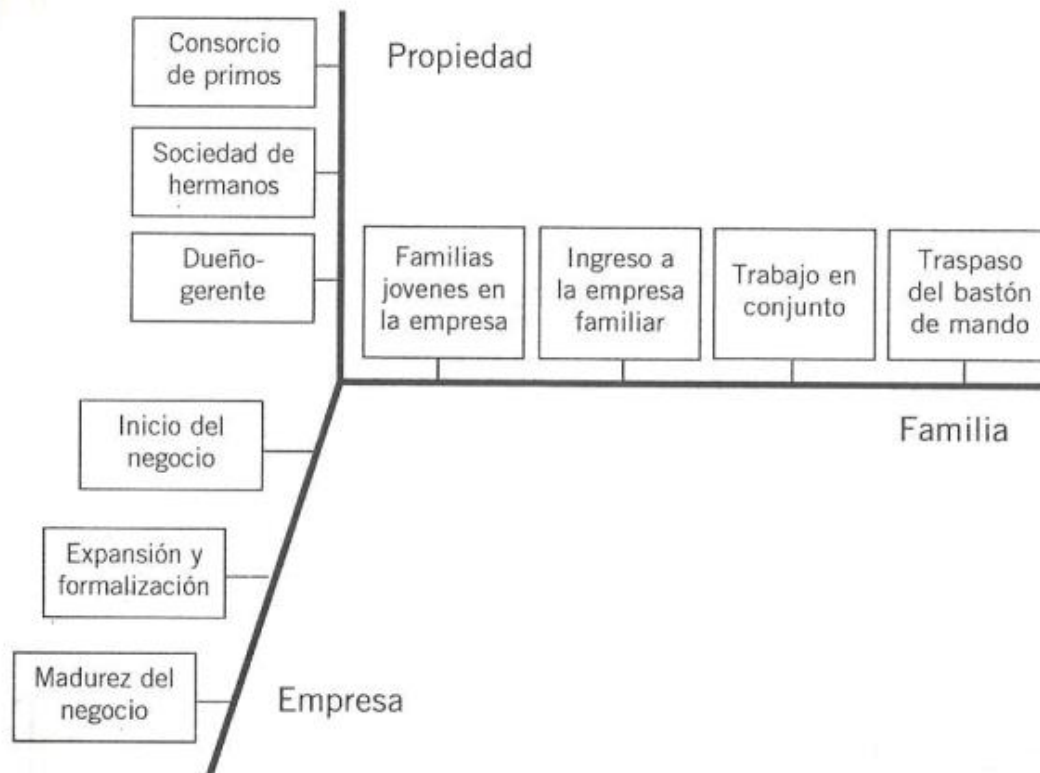 Consorcio
de primos
Propiedad
Sociedad de
hermanos
Dueño-
gerente
Familias
jovenes en
la empresa
Ingreso a
la empresa
familiar
Trabajo en
conjunto
Traspaso
del bastón
de mando
Familia
Inicio del
negocio
Expansión y
formalización
Madurez del
negocio
Empresa